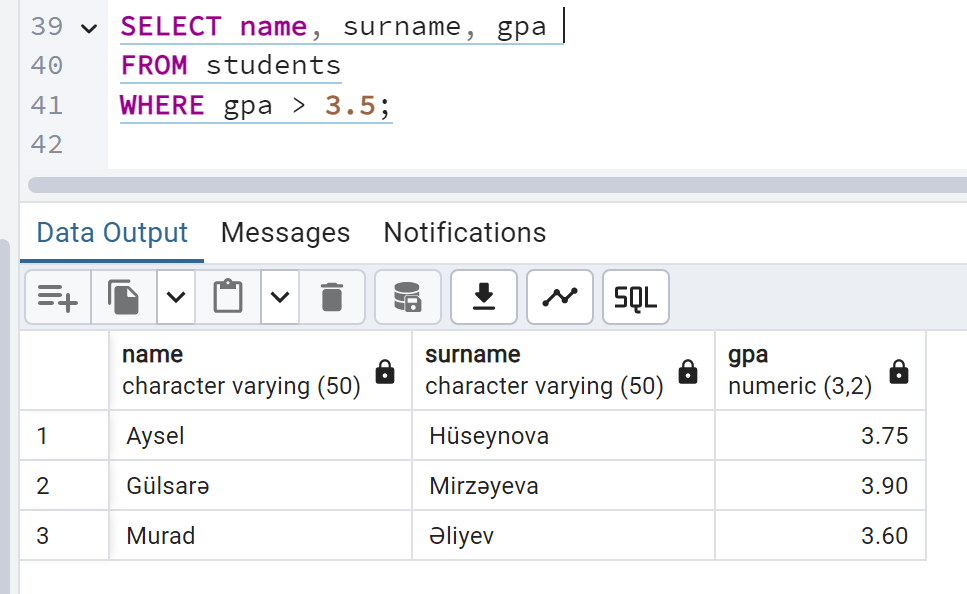 39 SELECT name, surname, gpa
40 FROM students
41 WHERE gpa > 3.5;
42
Data Output Messages Notifications
SQL
name surname gpa
character varying (50) character varying (50) numeric (3,2)
1 Aysel Hüseynova 3.75
2 Gülsarə Mirzəyeva 3.90
3 Murad Əliyev 3.60